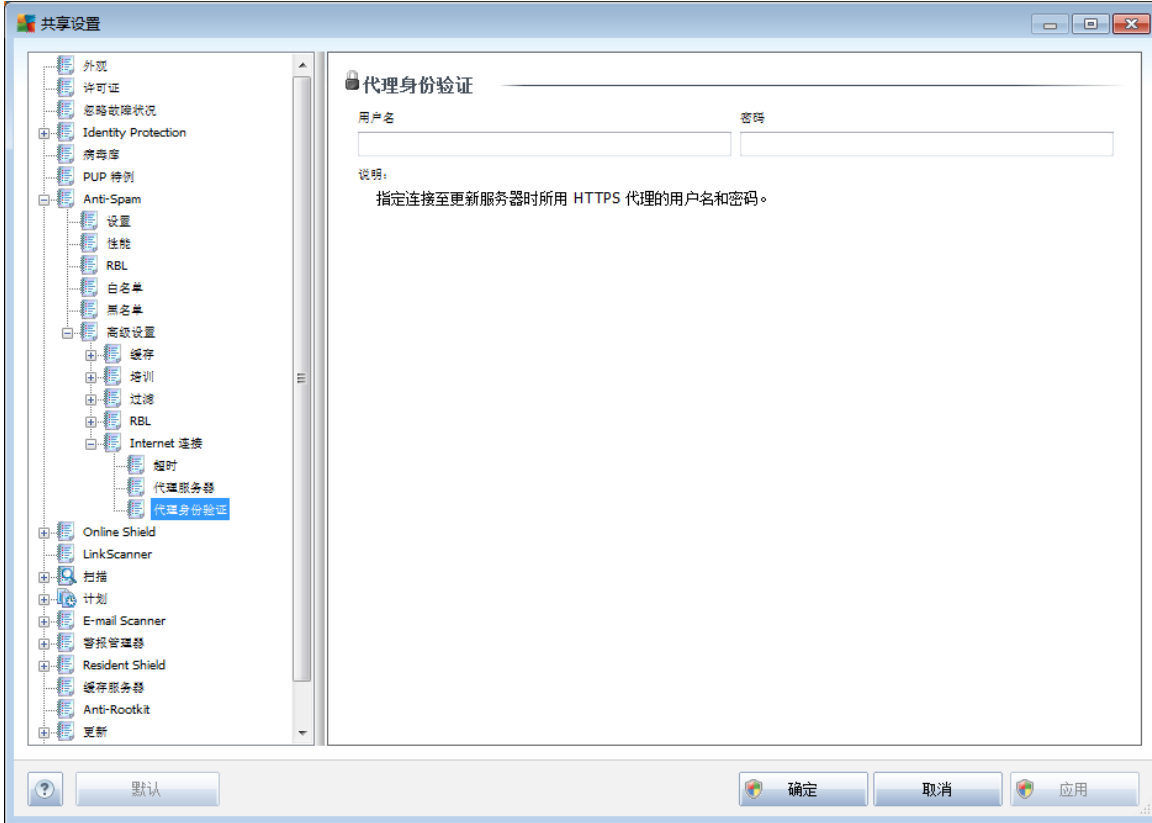 共享设置
外观
许可证
忽略故障状况
Identity Protection
病毒库
PUP 特例
Anti-Spam
设置
性能
RBL
白名单
黑名单
高级设置
缓存
培训
过滤
RBL
Internet 连接
超时
代理服务器
代理身份验证
Online Shield
LinkScanner
扫描
计划
E-mail Scanner
警报管理器
Resident Shield
缓存服务器
Anti-Rootkit
更新
代理身份验证
用户名 密码
说明:
指定连接至更新服务器时所用 HTTPS 代理的用户名和密码。
? 默认 确定 取消 应用